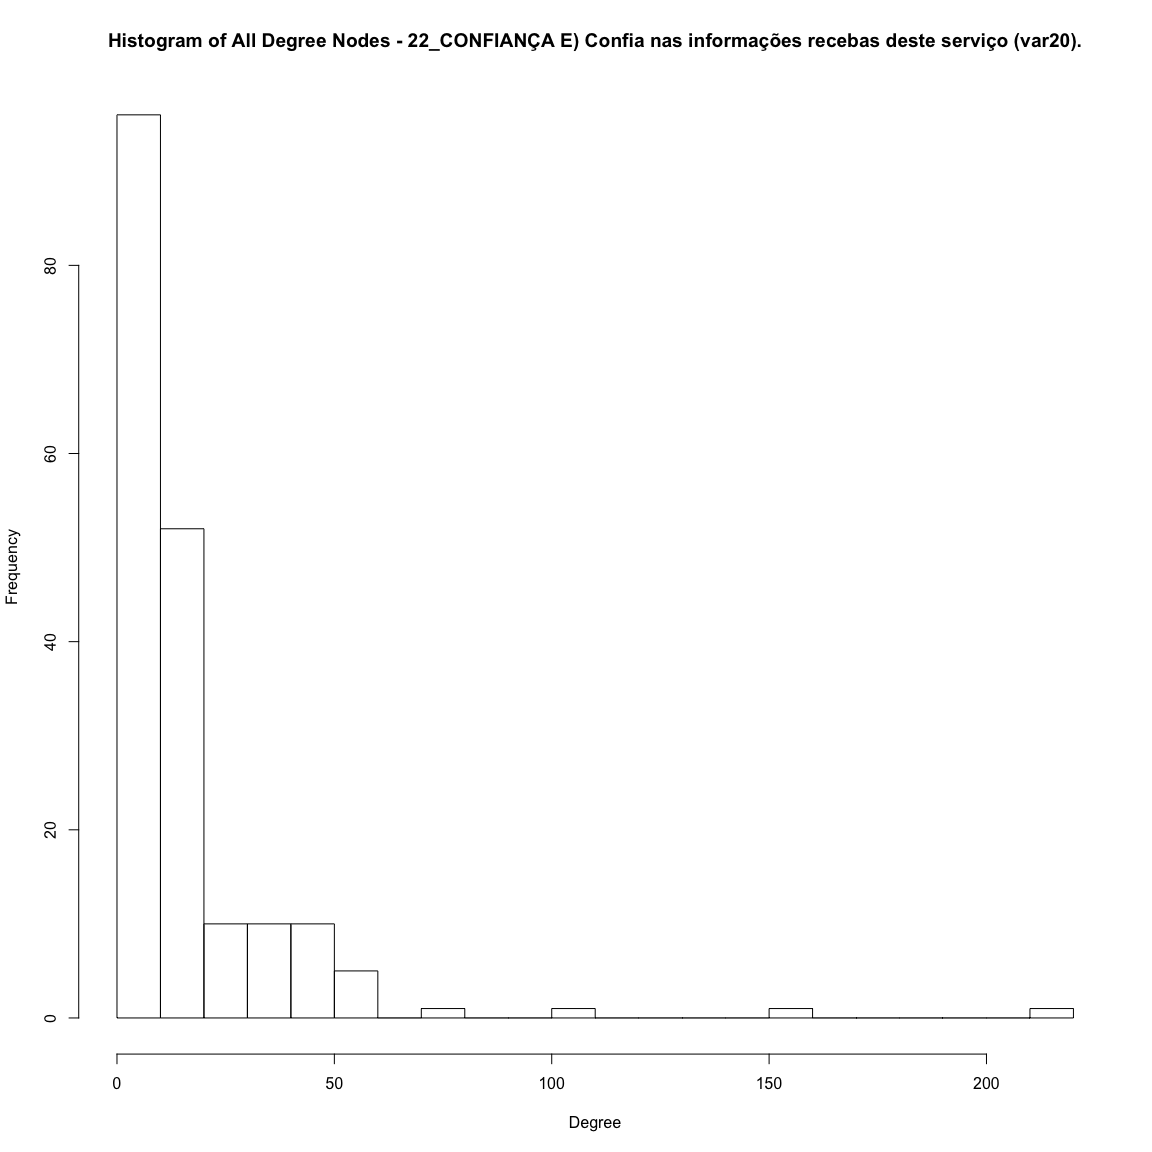 Histogram of All Degree Nodes - 22_CONFIANÇA E) Confia nas informações recebas deste serviço (var20).
80
60
40
20
0
Frequency
0 50 100 150 200
Degree